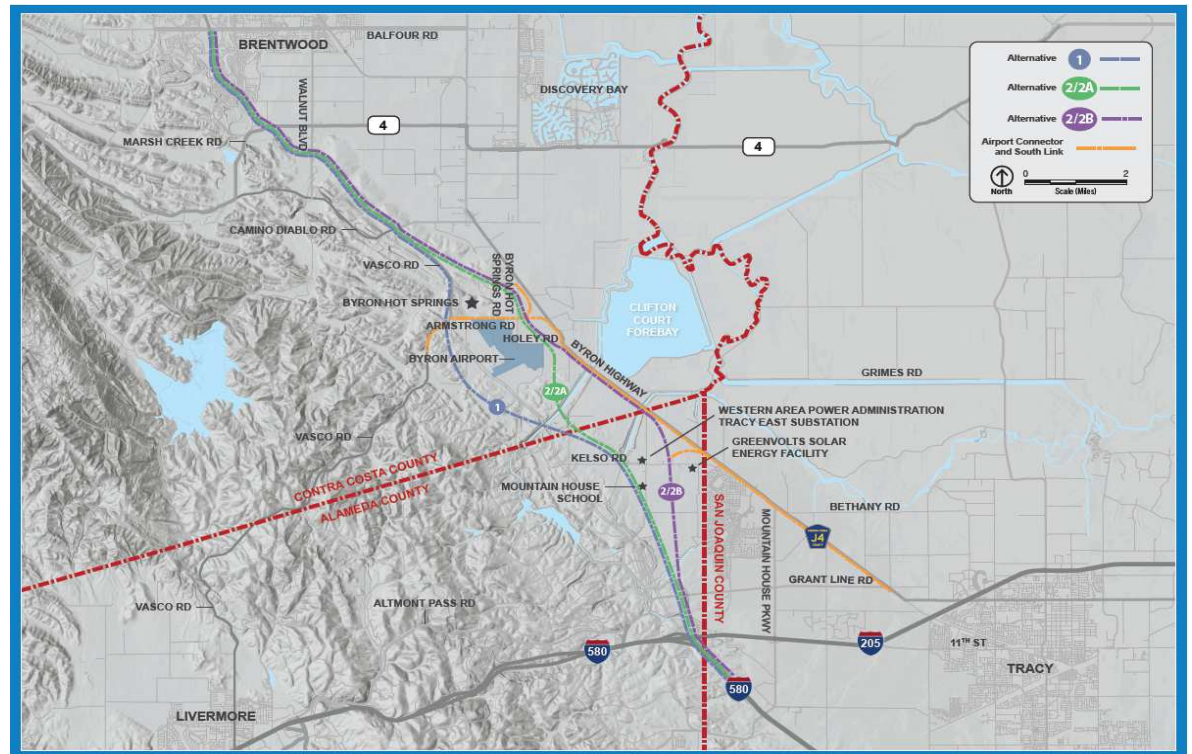 BRENTWOOD
BALFOUR RD
WALNUT BLVD
DISCOVERY BAY
4
MARSH CREEK RD
4
CAMINO DIABLO RD
VASCO RD
BYRON HOT
SPRINGS RD
BYRON HOT SPRINGS
ARMSTRONG RD
HOLEY RD
BYRON AIRPORT
CLIFTON
COURT
FOREBAY
BYRON HIGHWAY
GRIMES RD
2/2A
1
WESTERN AREA POWER ADMINISTRATION
TRACY EAST SUBSTATION
GREENVOLTS SOLAR
ENERGY FACILITY
VASCO RD
KELSO RD
CONTRA COSTA COUNTY
ALAMEDA COUNTY
MOUNTAIN HOUSE
SCHOOL
2/2B
SAN JOAQUIN COUNTY
MOUNTAIN HOUSE PKWY
BETHANY RD
J4
GRANT LINE RD
VASCO RD
ALTMONT PASS RD
580
205
11TH ST
TRACY
580
LIVERMORE
Alternative 1
Alternative 2/2A
Alternative 2/2B
Airport Connector
and South Link
North
0 2
Scale (Miles)